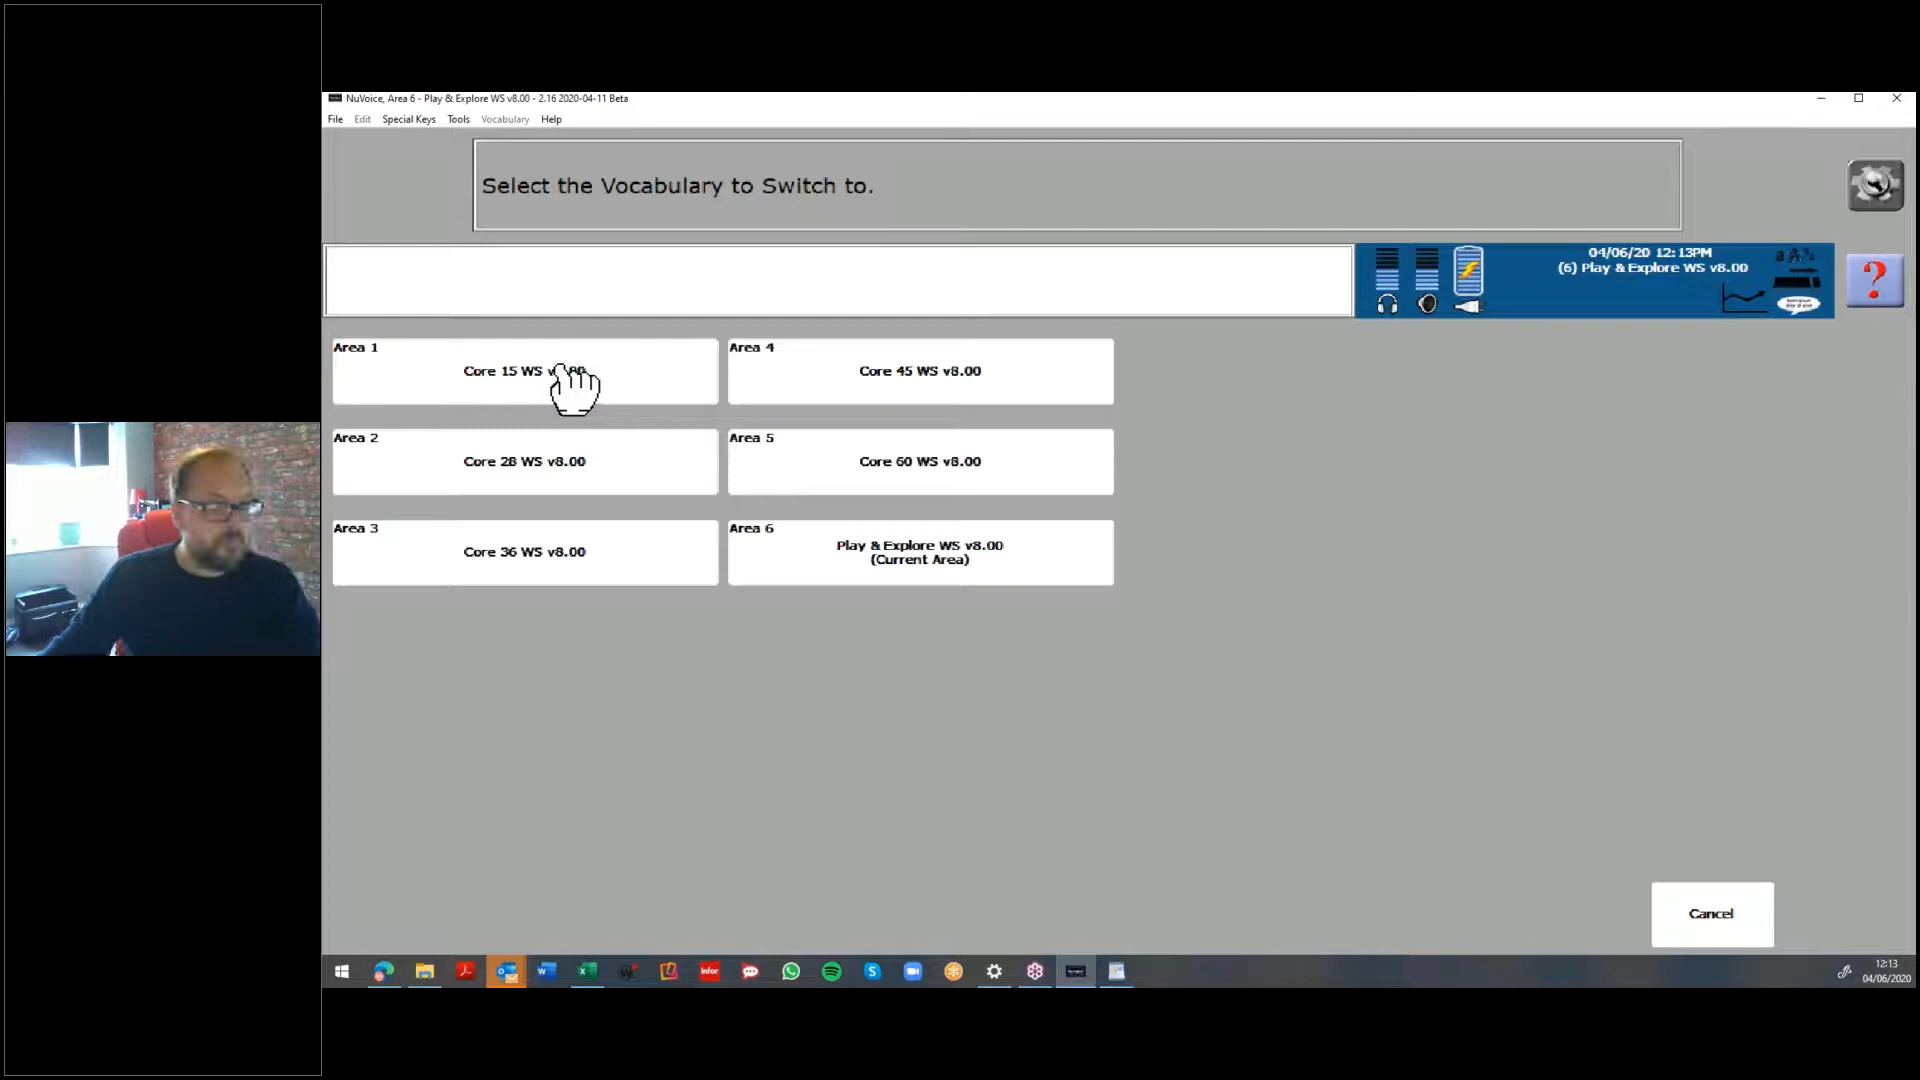 NuVoice, Area 6 - Play & Explore WS v8.00 - 2.16 2020-04-11 Beta
File Edit Special Keys Tools Vocabulary Help
Select the Vocabulary to Switch to.
04/06/20 12:13PM
(6) Play & Explore WS v8.00
?
Area 1
Core 15 WS
Area 4
Core 45 WS v8.00
Area 2
Core 28 WS v8.00
Area 5
Core 60 WS v8.00
Area 3
Core 36 WS v8.00
Area 6
Play & Explore WS v8.00
(Current Area)
Cancel
infor
12:13
04/06/2020